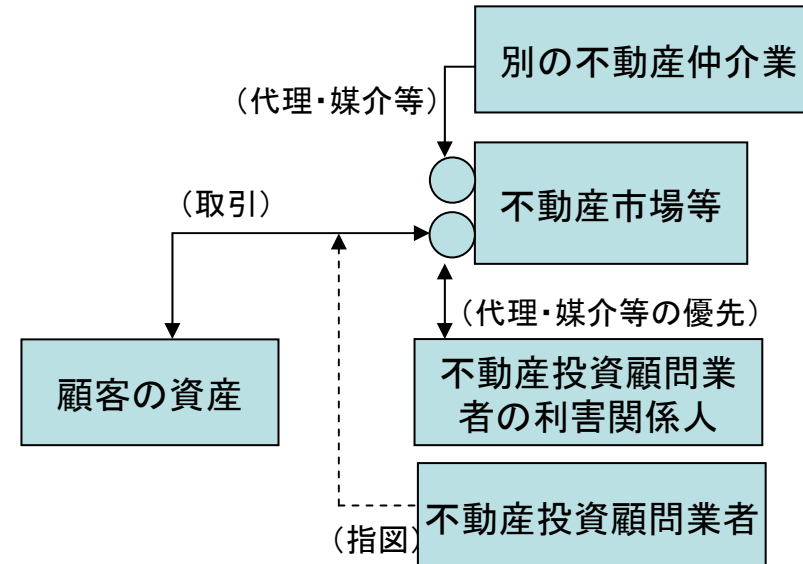 別の不動産仲介業
(代理・媒介等)
不動産市場等
(取引)
(代理・媒介等の優先)
顧客の資産
不動産投資顧問業
者の利害関係人
不動産投資顧問業者
(指図)